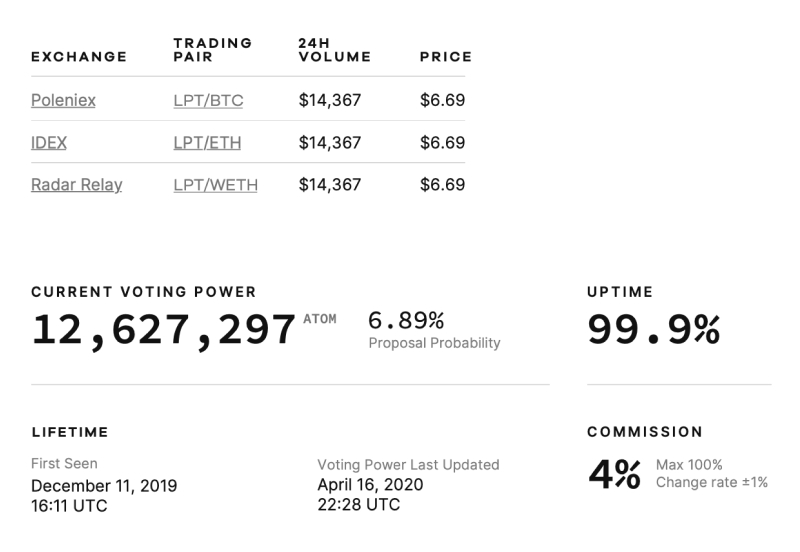 EXCHANGE TRADING PAIR 24H VOLUME PRICE
Poleniex LPT/BTC $14,367 $6.69
IDEX LPT/ETH $14,367 $6.69
Radar Relay LPT/WETH $14,367 $6.69
CURRENT VOTING POWER
12,627,297 ATOM
6.89%
Proposal Probability
UPTIME
99.9%
LIFETIME
First Seen
December 11, 2019
16:11 UTC
Voting Power Last Updated
April 16, 2020
22:28 UTC
COMMISSION
4%
Max 100%
Change rate ±1%